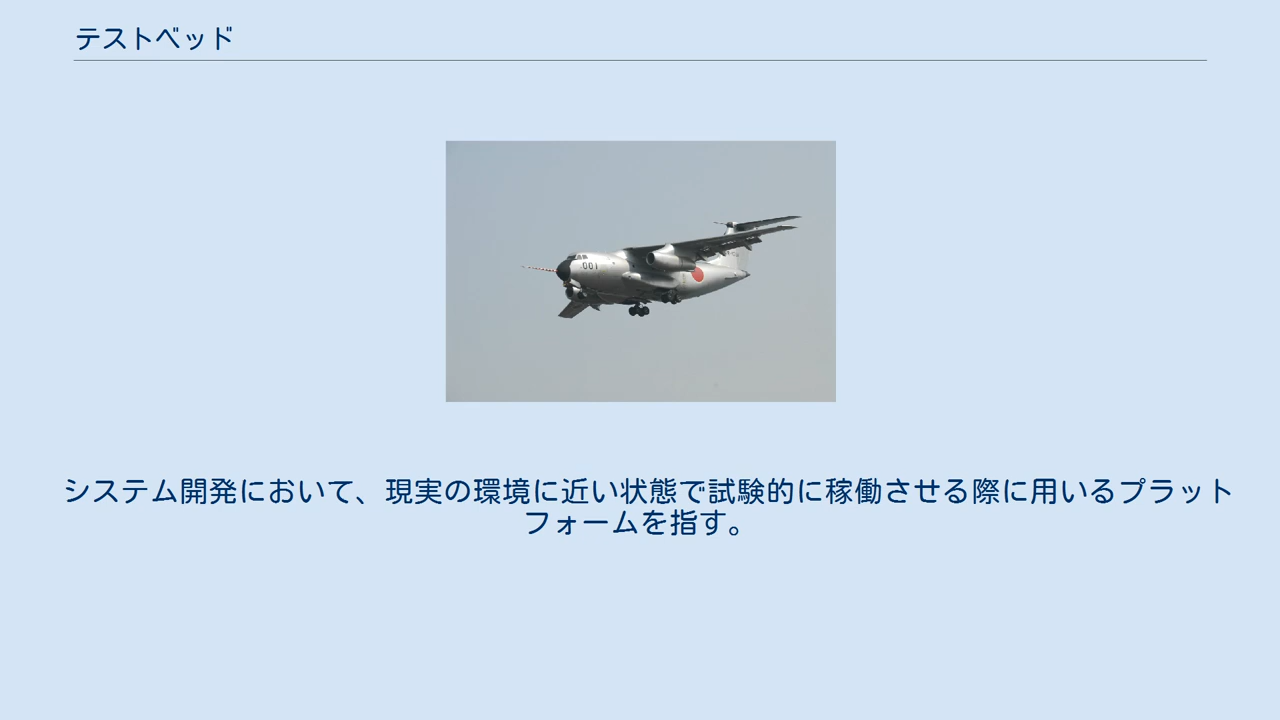 テストベッド
001
システム開発において、現実の環境に近い状態で試験的に稼働させる際に用いるプラット
フォームを指す。